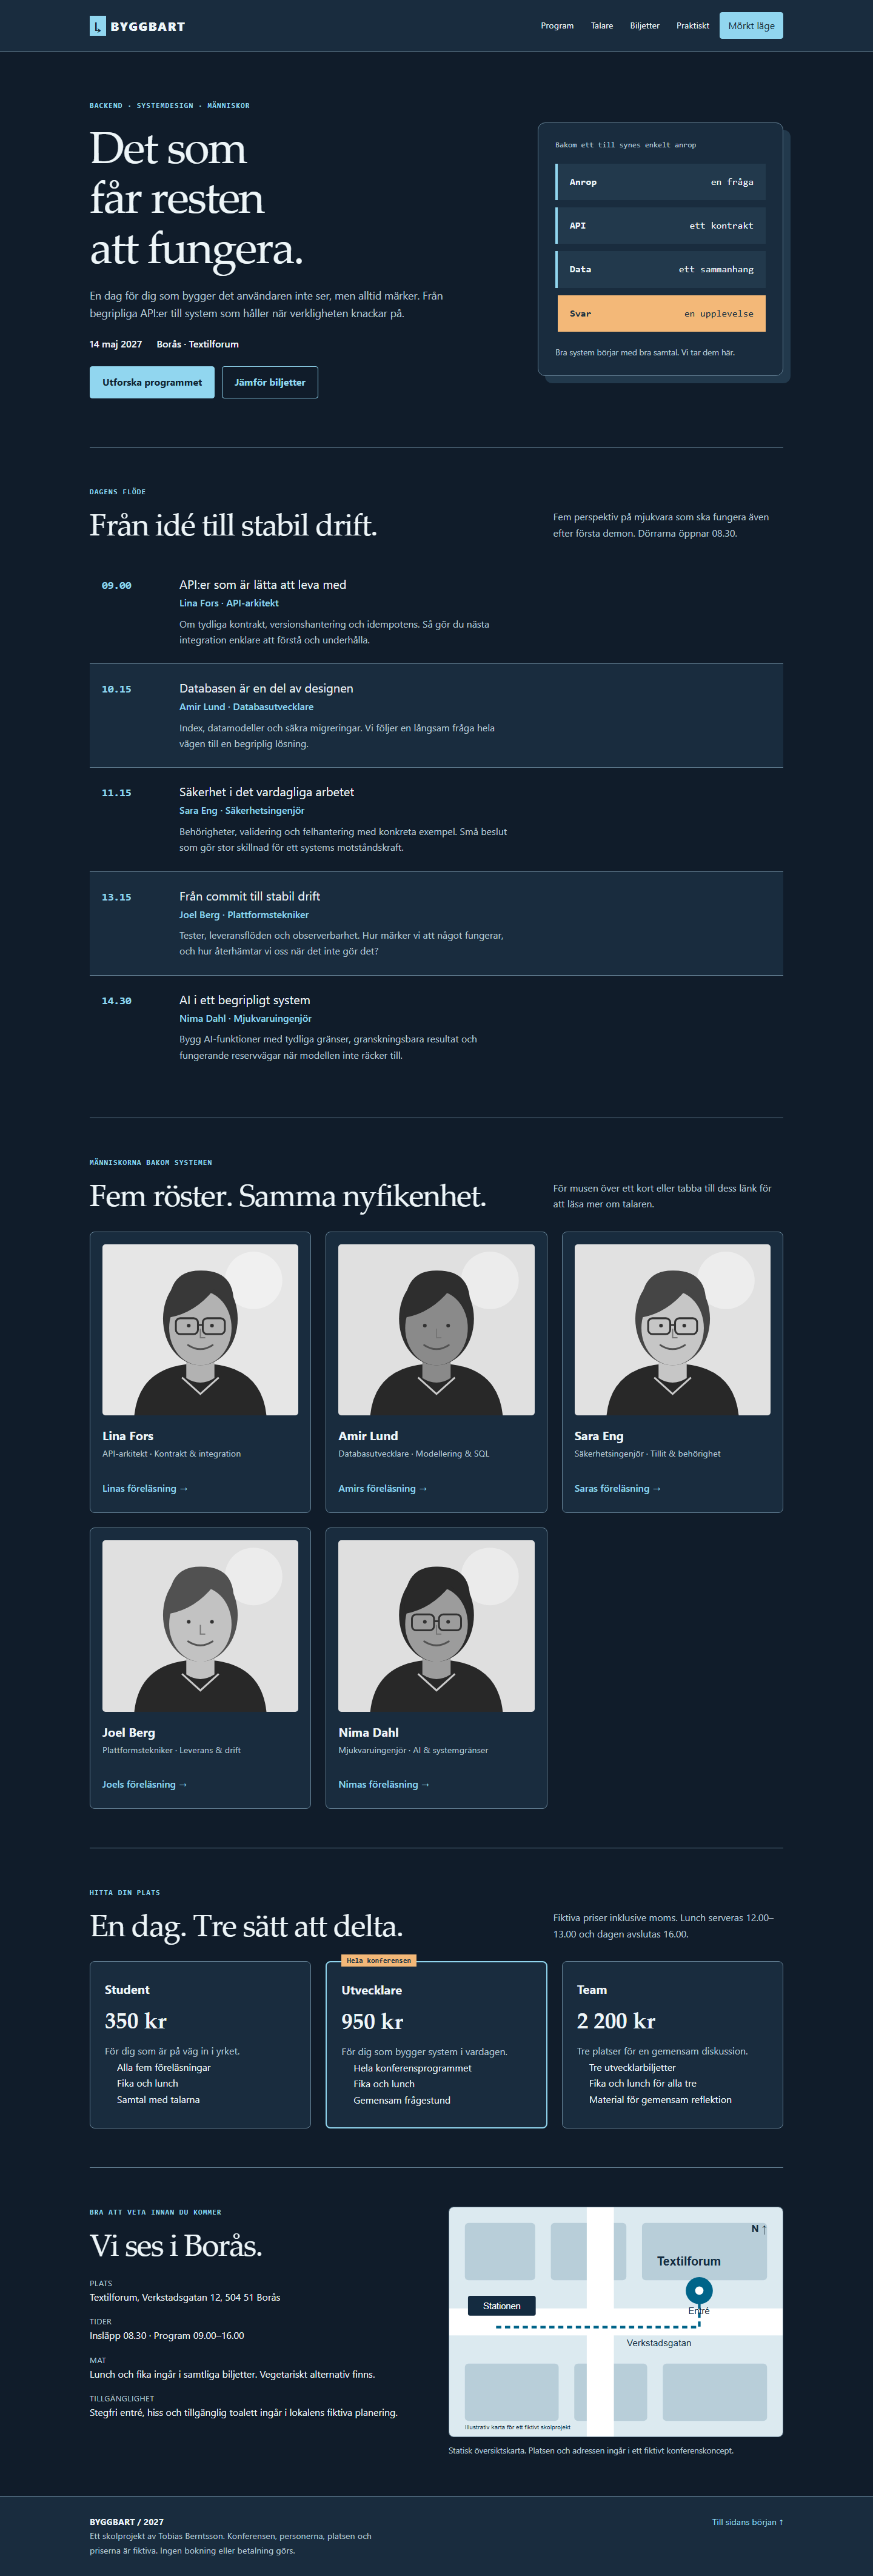 BYGGBART
Program Talare Biljetter Praktiskt Mörkt läge
BACKEND · SYSTEMDESIGN · MÄNNISKOR
Det som
får resten
att fungera.
En dag för dig som bygger det användaren inte ser, men alltid märker. Från
begripliga API:er till system som håller när verkligheten knackar på.
14 maj 2027 Borås · Textilforum
Utforska programmet Jämför biljetter
Bakom ett till synes enkelt anrop
Anrop en fråga
API ett kontrakt
Data ett sammanhang
Svar en upplevelse
Bra system börjar med bra samtal. Vi tar dem här.
DAGENS FLÖDE
Från idé till stabil drift.
Fem perspektiv på mjukvara som ska fungera även
efter första demon. Dörrarna öppnar 08.30.
09.00
API:er som är lätta att leva med
Lina Fors · API-arkitekt
Om tydliga kontrakt, versionshantering och idempotens. Så gör du nästa
integration enklare att förstå och underhålla.
10.15
Databasen är en del av designen
Amir Lund · Databasutvecklare
Index, datamodeller och säkra migreringar. Vi följer en långsam fråga hela
vägen till en begriplig lösning.
11.15
Säkerhet i det vardagliga arbetet
Sara Eng · Säkerhetsingenjör
Behörigheter, validering och felhantering med konkreta exempel. Små beslut
som gör stor skillnad för ett systems motståndskraft.
13.15
Från commit till stabil drift
Joel Berg · Plattformstekniker
Tester, leveransflöden och observerbarhet. Hur märker vi att något fungerar,
och hur återhämtar vi oss när det inte gör det?
14.30
AI i ett begripligt system
Nima Dahl · Mjukvaruingenjör
Bygg AI-funktioner med tydliga gränser, granskningsbara resultat och
fungerande reservvägar när modellen inte räcker till.
MÄNNISKORNA BAKOM SYSTEMEN
Fem röster. Samma nyfikenhet.
För musen över ett kort eller tabba till dess länk för
att läsa mer om talaren.
Lina Fors
API-arkitekt · Kontrakt & integration
Linas föreläsning →
Amir Lund
Databasutvecklare · Modellering & SQL
Amirs föreläsning →
Sara Eng
Säkerhetsingenjör · Tillit & behörighet
Saras föreläsning →
Joel Berg
Plattformstekniker · Leverans & drift
Joels föreläsning →
Nima Dahl
Mjukvaruingenjör · AI & systemgränser
Nimas föreläsning →
HITTA DIN PLATS
En dag. Tre sätt att delta.
Fiktiva priser inklusive moms. Lunch serveras 12.00–
13.00 och dagen avslutas 16.00.
Student
350 kr
För dig som är på väg in i yrket.
Alla fem föreläsningar
Fika och lunch
Samtal med talarna
Hela konferensen
Utvecklare
950 kr
För dig som bygger system i vardagen.
Hela konferensprogrammet
Fika och lunch
Gemensam frågestund
Team
2 200 kr
Tre platser för en gemensam diskussion.
Tre utvecklarbiljetter
Fika och lunch för alla tre
Material för gemensam reflektion
BRA ATT VETA INNAN DU KOMMER
Vi ses i Borås.
PLATS
Textilforum, Verkstadsgatan 12, 504 51 Borås
TIDER
Insläpp 08.30 · Program 09.00–16.00
MAT
Lunch och fika ingår i samtliga biljetter. Vegetariskt alternativ finns.
TILLGÄNGLIGHET
Stegfri entré, hiss och tillgänglig toalett ingår i lokalens fiktiva planering.
N ↑
Textilforum
Stationen
Entré
Verkstadsgatan
Illustrativ karta för ett fiktivt skolprojekt
Statisk översiktskarta. Platsen och adressen ingår i ett fiktivt konferenskoncept.
BYGGBART / 2027
Ett skolprojekt av Tobias Berntsson. Konferensen, personerna, platsen och
priserna är fiktiva. Ingen bokning eller betalning görs.
Till sidans början ↑